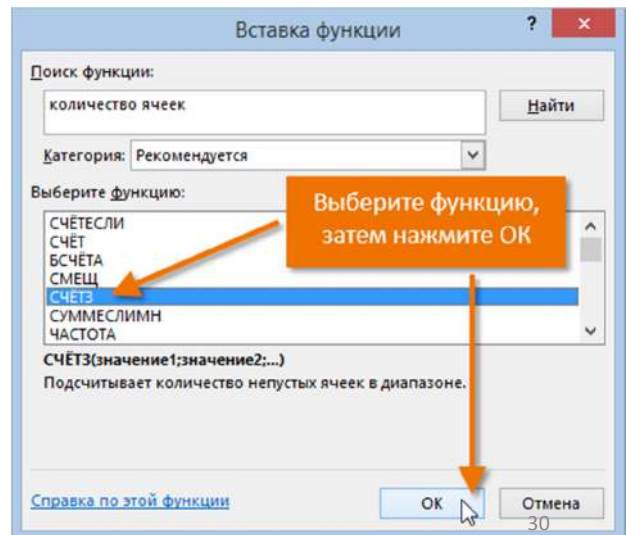 Вставка функции
?
Поиск функции:
количество ячеек
Найти
Категория: Рекомендуется
Выберите функцию:
Выберите функцию,
затем нажмите ОК
СЧЁТЕСЛИ
СЧЁТ
БСЧЁТА
СМЕЩ
СЧЁТЗ
СУММЕСЛИМН
ЧАСТОТА
СЧЁТЗ(значение1;значение2;...)
Подсчитывает количество непустых ячеек в диапазоне.
Справка по этой функции
ОК
Отмена
30